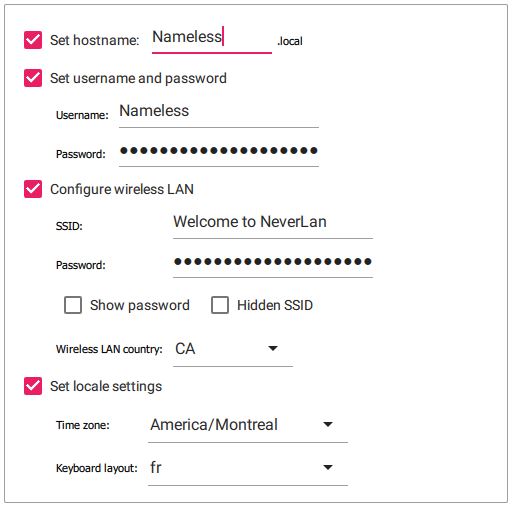 Set hostname: Nameless .local
Set username and password
Username: Nameless
Password: ••••••••••••••••••••
Configure wireless LAN
SSID: Welcome to NeverLan
Password: ••••••••••••••••••••
Show password Hidden SSID
Wireless LAN country: CA
Set locale settings
Time zone: America/Montreal
Keyboard layout: fr